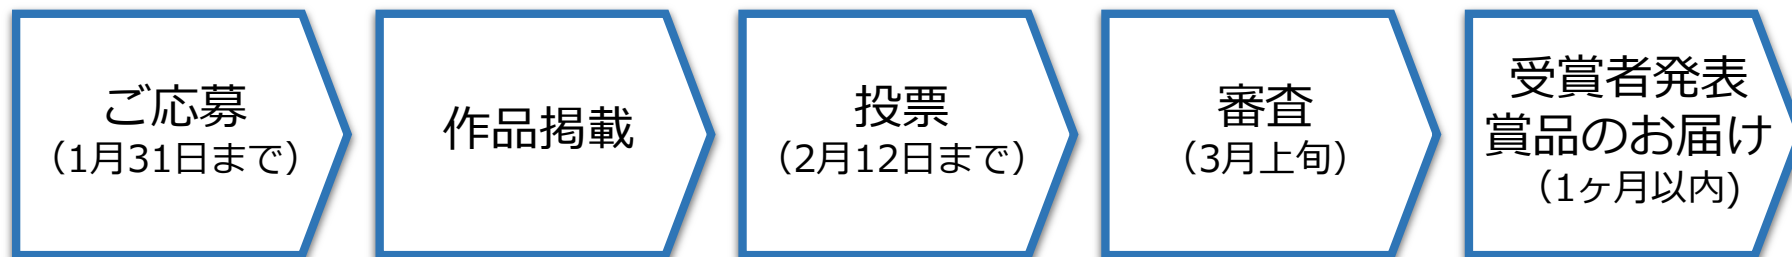 ご応募
（1月31日まで）
作品掲載
投票
（2月12日まで）
審査
（3月上旬）
受賞者発表
賞品のお届け
（1ヶ月以内)